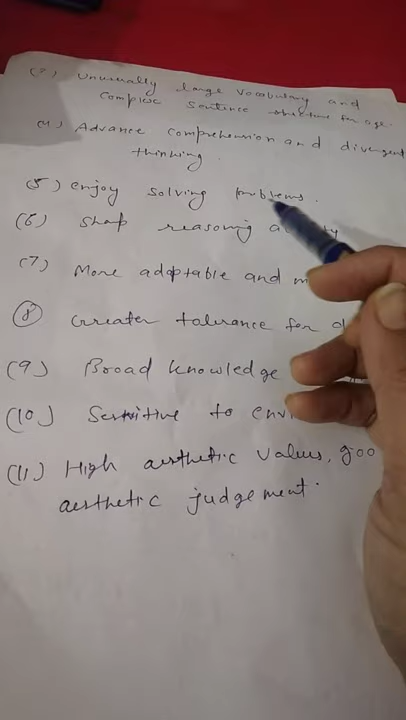 (3) Unusually large vocabulary and
complex sentence structure for age.
(4) Advance comprehension and divergent
thinking.
(5) enjoy solving problems.
(6) Shap reasoning
(7) More adaptable and
(8) Greater tolerance for
(9) Broad knowledge
(10) Sensitive to
(11) High aesthetic values,
aesthetic judgement.